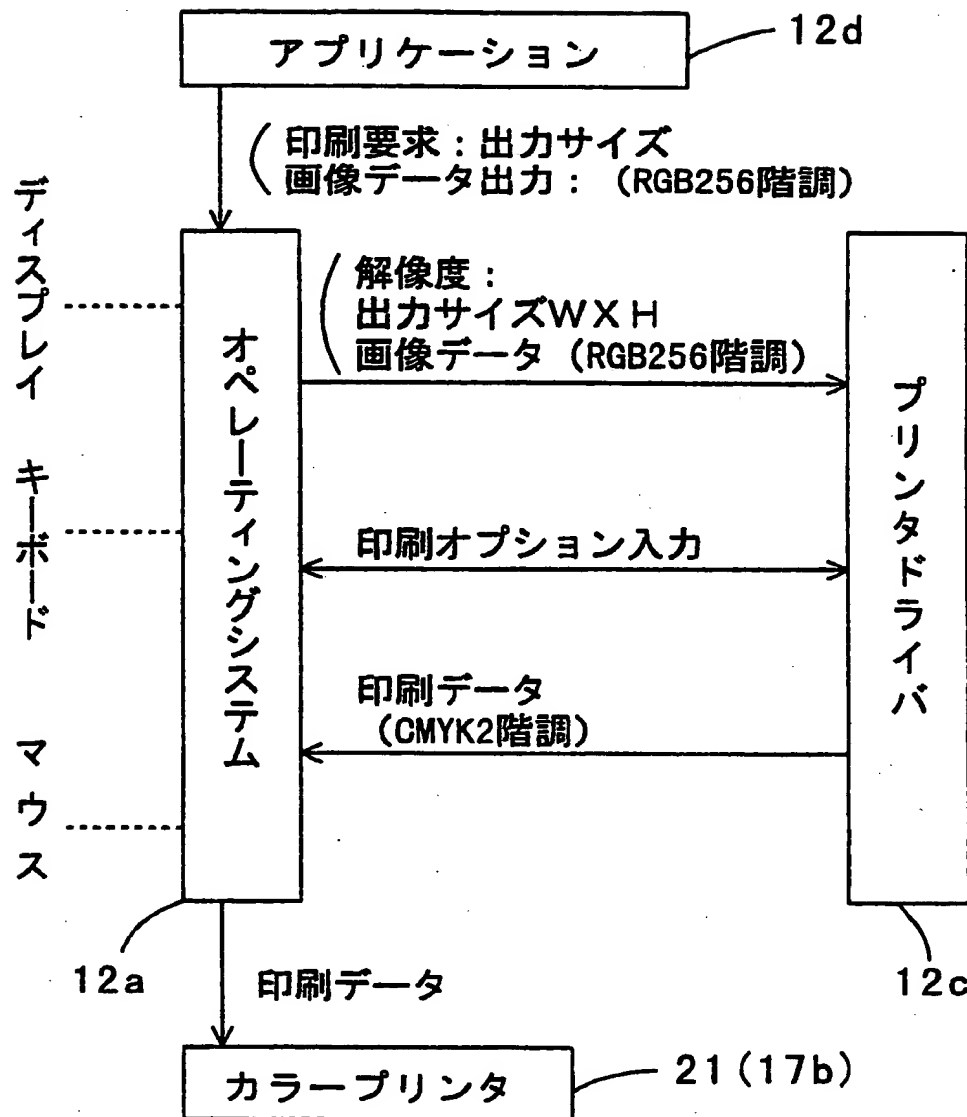 アプリケーション
12d
印刷要求：出力サイズ
画像データ出力：（RGB256階調）
ディスプレイ
キーボード
マウス
オペレーティングシステム
12a
解像度：
出力サイズＷＸＨ
画像データ（RGB256階調）
印刷オプション入力
印刷データ
（CMYK2階調）
プリンタドライバ
12c
印刷データ
カラープリンタ
21(17b)